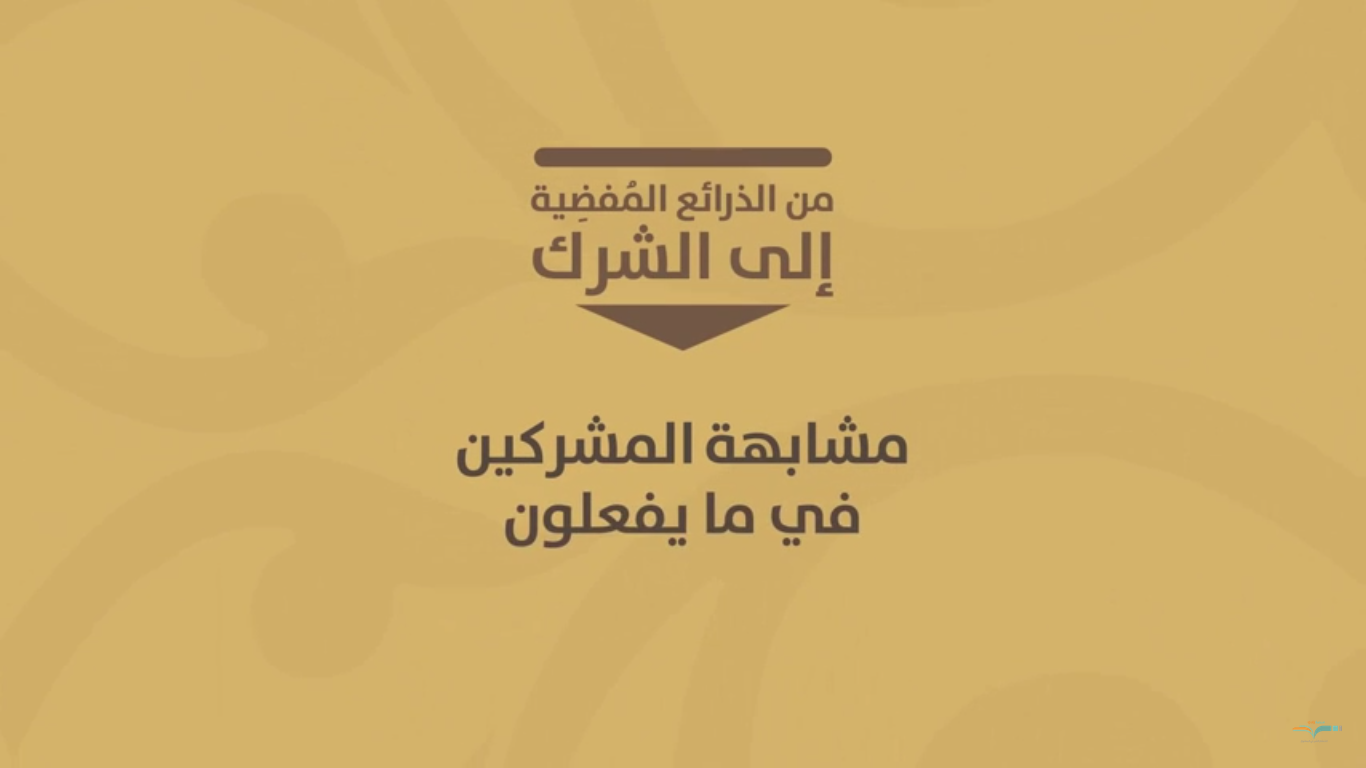 من الذرائع المُفضِية
إلى الشرك
مشابهة المشركين
في ما يفعلون